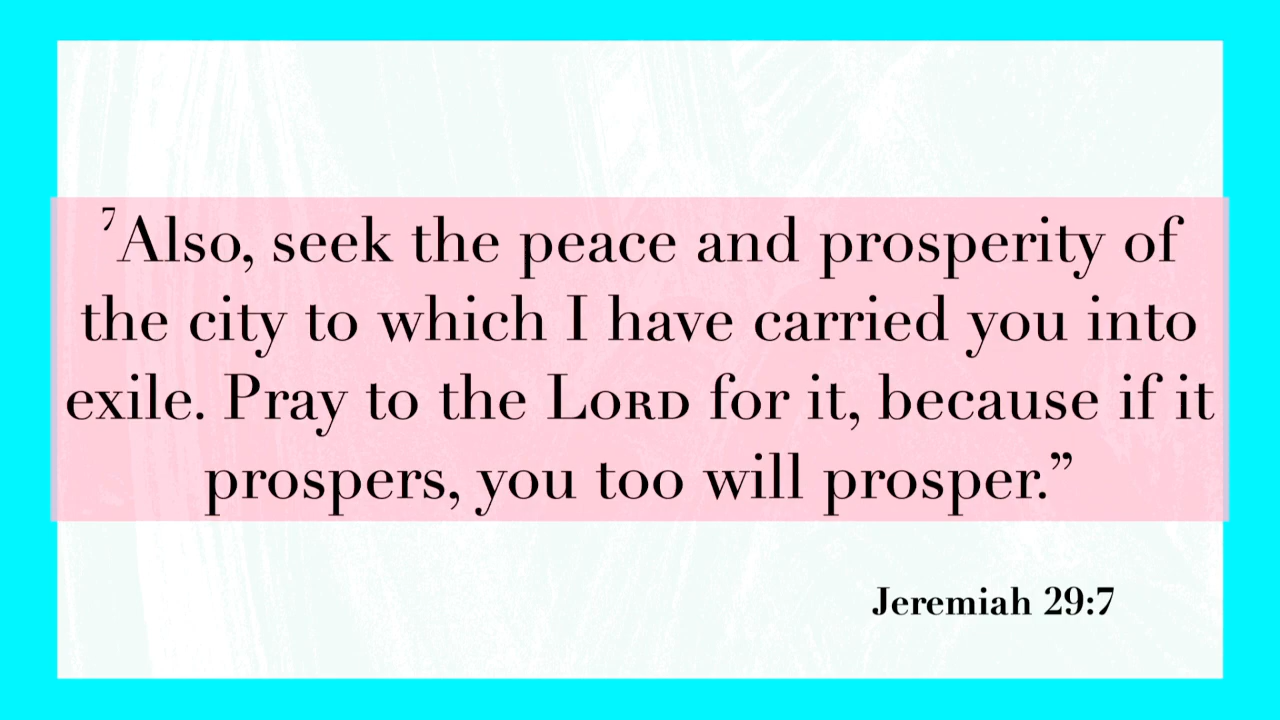 ⁷Also, seek the peace and prosperity of
the city to which I have carried you into
exile. Pray to the Lord for it, because if it
prospers, you too will prosper.”
Jeremiah 29:7